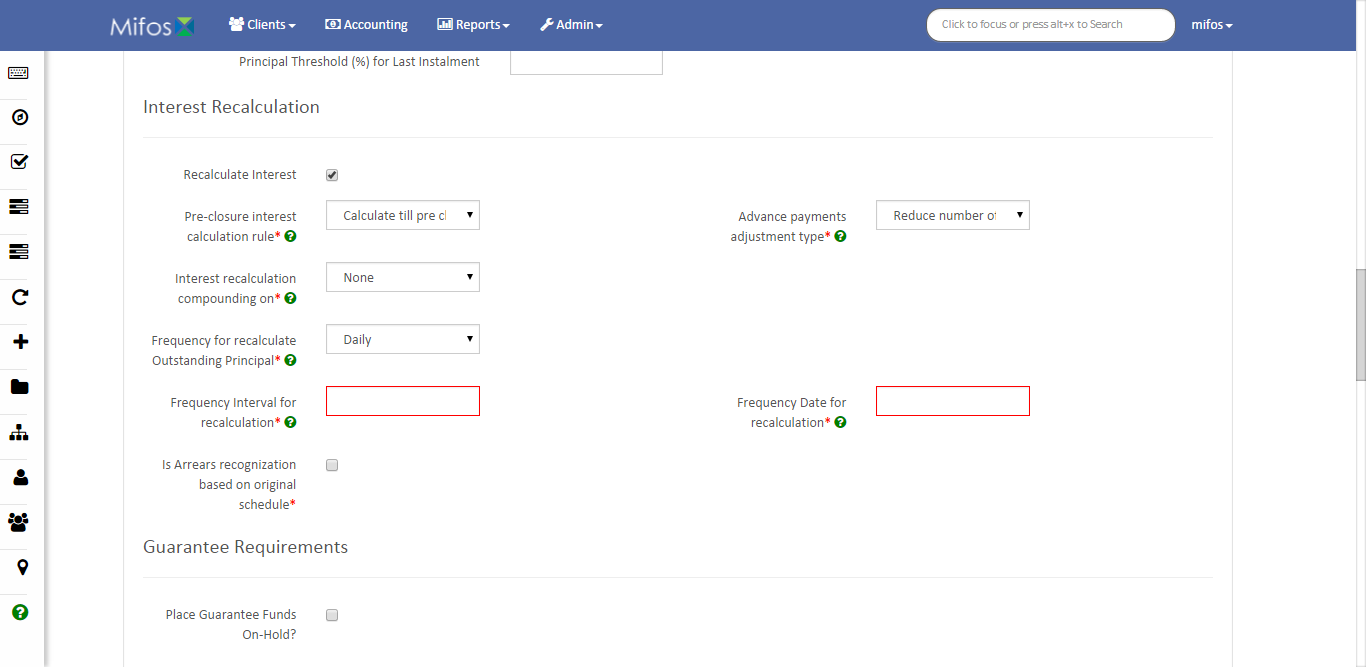 Mifos Clients Accounting Reports Admin Click to focus or press alt+x to Search mifos
Principal Threshold (%) for Last Instalment
Interest Recalculation
Recalculate Interest
Pre-closure interest
calculation rule* ?
Calculate till pre cl
Advance payments
adjustment type* ?
Reduce number of
Interest recalculation
compounding on* ?
None
Frequency for recalculate
Outstanding Principal* ?
Daily
Frequency Interval for
recalculation* ?
Frequency Date for
recalculation* ?
Is Arrears recognization
based on original
schedule*
Guarantee Requirements
Place Guarantee Funds
On-Hold?
?